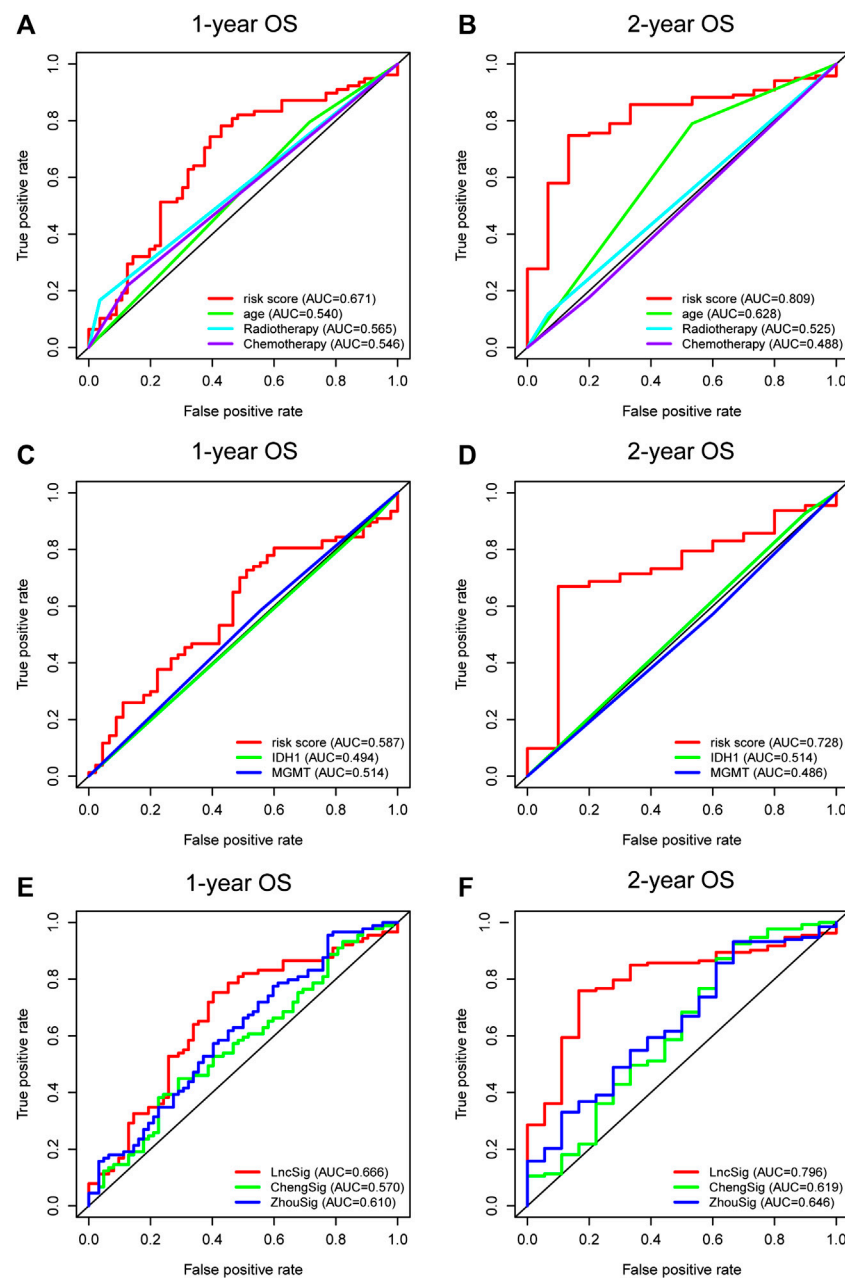 A
1-year OS
True positive rate
0.0 0.2 0.4 0.6 0.8 1.0
risk score (AUC=0.671)
age (AUC=0.540)
Radiotherapy (AUC=0.565)
Chemotherapy (AUC=0.546)
0.0 0.2 0.4 0.6 0.8 1.0
False positive rate
B
2-year OS
True positive rate
0.0 0.2 0.4 0.6 0.8 1.0
risk score (AUC=0.809)
age (AUC=0.628)
Radiotherapy (AUC=0.525)
Chemotherapy (AUC=0.488)
0.0 0.2 0.4 0.6 0.8 1.0
False positive rate
C
1-year OS
True positive rate
0.0 0.2 0.4 0.6 0.8 1.0
risk score (AUC=0.587)
IDH1 (AUC=0.494)
MGMT (AUC=0.514)
0.0 0.2 0.4 0.6 0.8 1.0
False positive rate
D
2-year OS
True positive rate
0.0 0.2 0.4 0.6 0.8 1.0
risk score (AUC=0.728)
IDH1 (AUC=0.514)
MGMT (AUC=0.486)
0.0 0.2 0.4 0.6 0.8 1.0
False positive rate
E
1-year OS
True positive rate
0.0 0.2 0.4 0.6 0.8 1.0
LncSig (AUC=0.666)
ChengSig (AUC=0.570)
ZhouSig (AUC=0.610)
0.0 0.2 0.4 0.6 0.8 1.0
False positive rate
F
2-year OS
True positive rate
0.0 0.2 0.4 0.6 0.8 1.0
LncSig (AUC=0.796)
ChengSig (AUC=0.619)
ZhouSig (AUC=0.646)
0.0 0.2 0.4 0.6 0.8 1.0
False positive rate